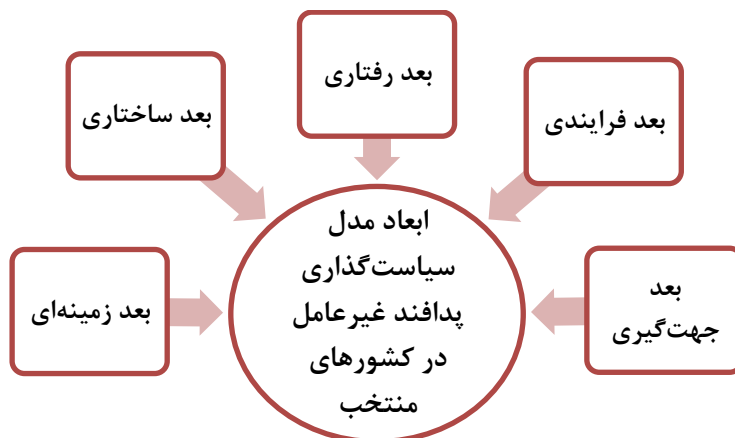 بعد رفتاری
بعد فرایندی
بعد ساختاری
ابعاد مدل
سیاست‌گذاری
پدافند غیرعامل
در کشورهای
منتخب
بعد
جهت‌گیری
بعد زمینه‌ای